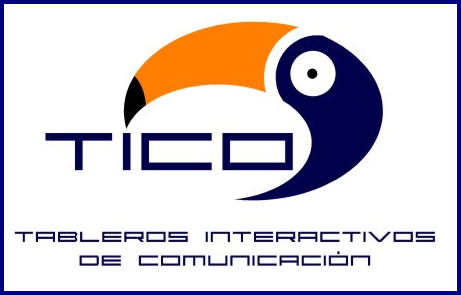 TICO
TABLEROS INTERACTIVOS
DE COMUNICACIÓN